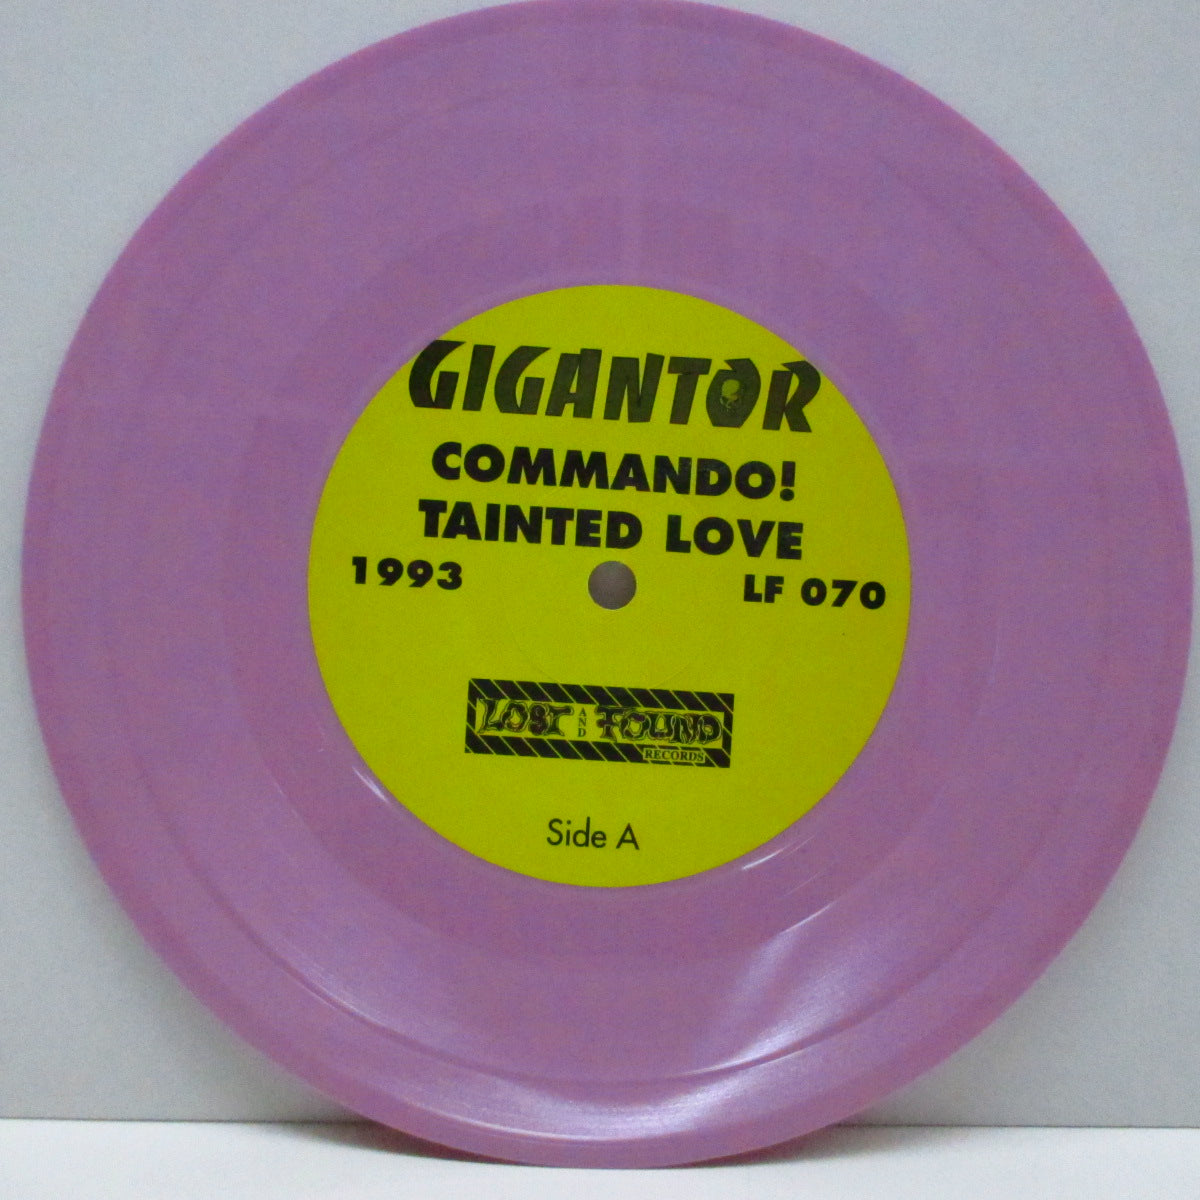 GIGANTOR
COMMANDO!
TAINTED LOVE
1993 LF 070
LOST AND FOUND
RECORDS
Side A